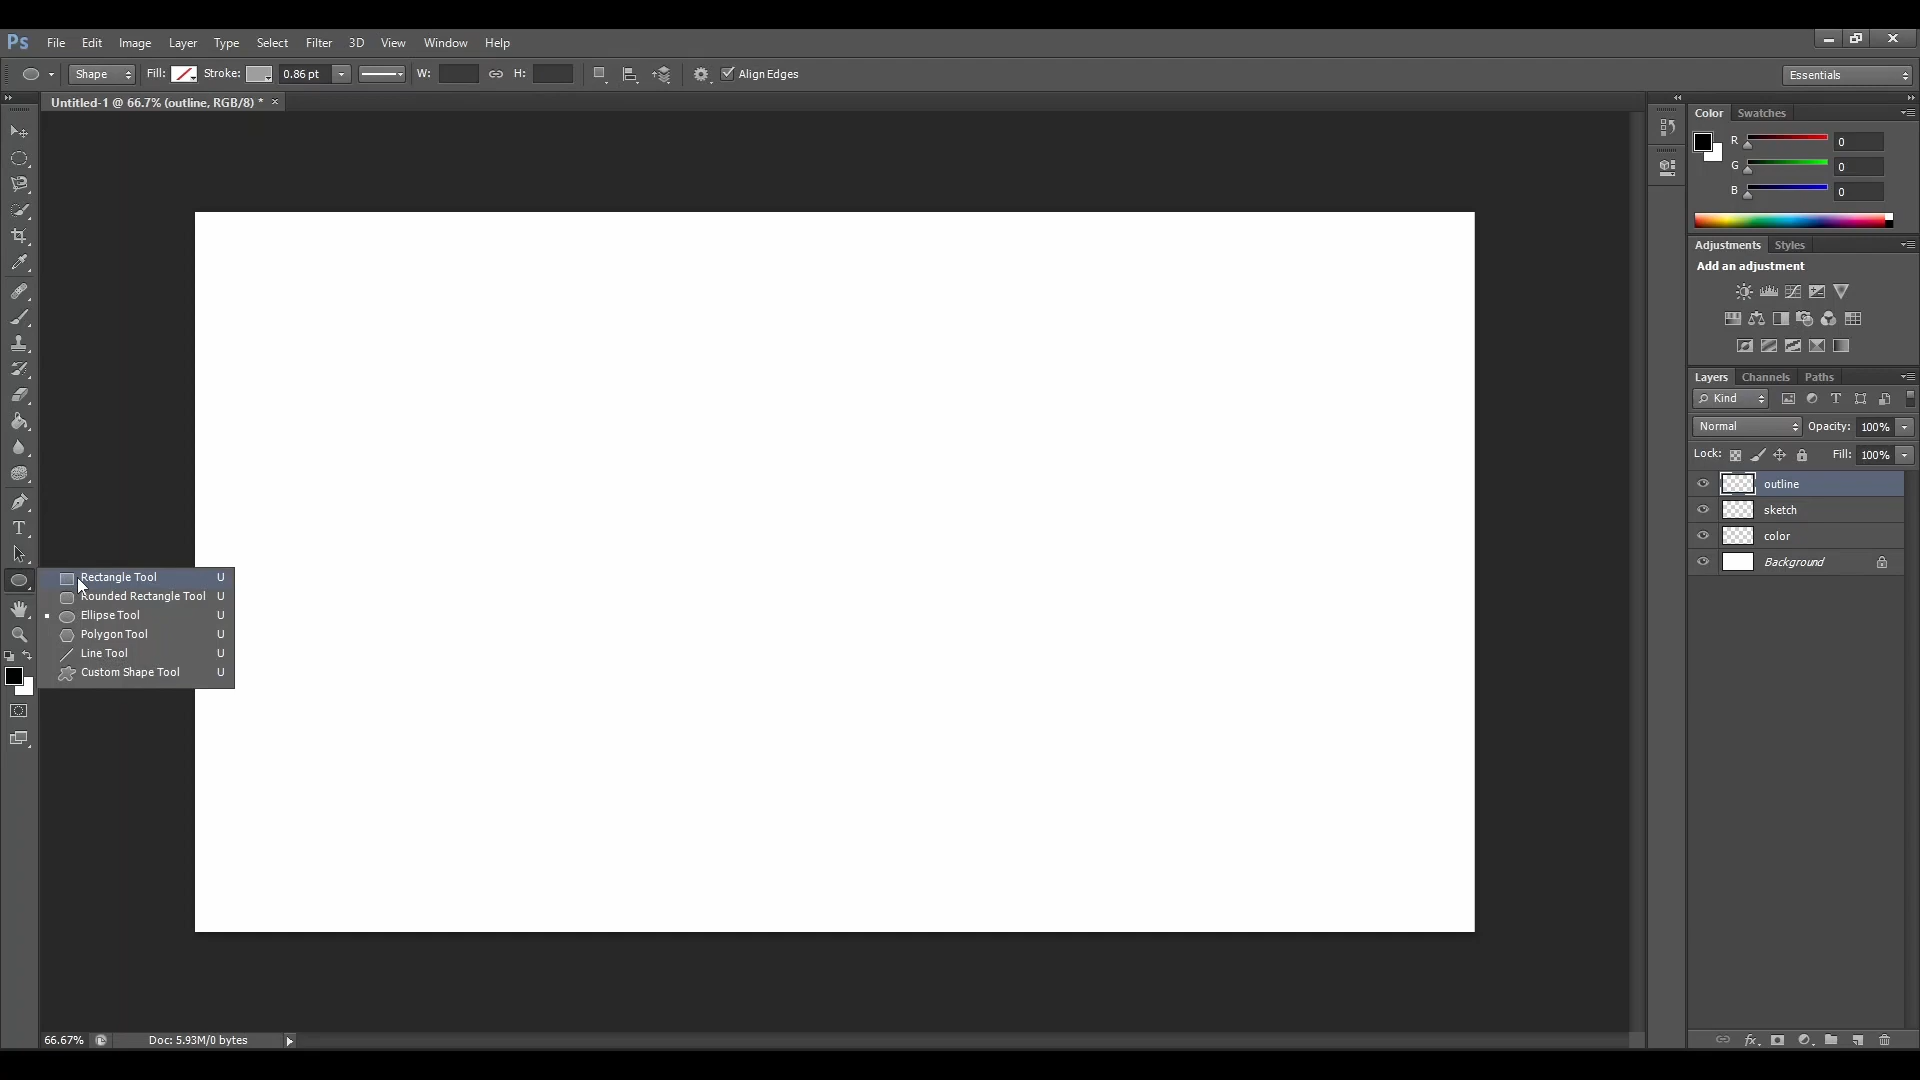 Ps File Edit Image Layer Type Select Filter 3D View Window Help
Shape Fill: Stroke: 0.86 pt W: H: Align Edges Essentials
Untitled-1 @ 66.7% (outline, RGB/8) * ×
Color Swatches
R 0
G 0
B 0
Adjustments Styles
Add an adjustment
Layers Channels Paths
Kind
Normal Opacity: 100%
Lock: Fill: 100%
outline
sketch
color
Background
Rectangle Tool U
Rounded Rectangle Tool U
Ellipse Tool U
Polygon Tool U
Line Tool U
Custom Shape Tool U
66.67% Doc: 5.93M/0 bytes
fx